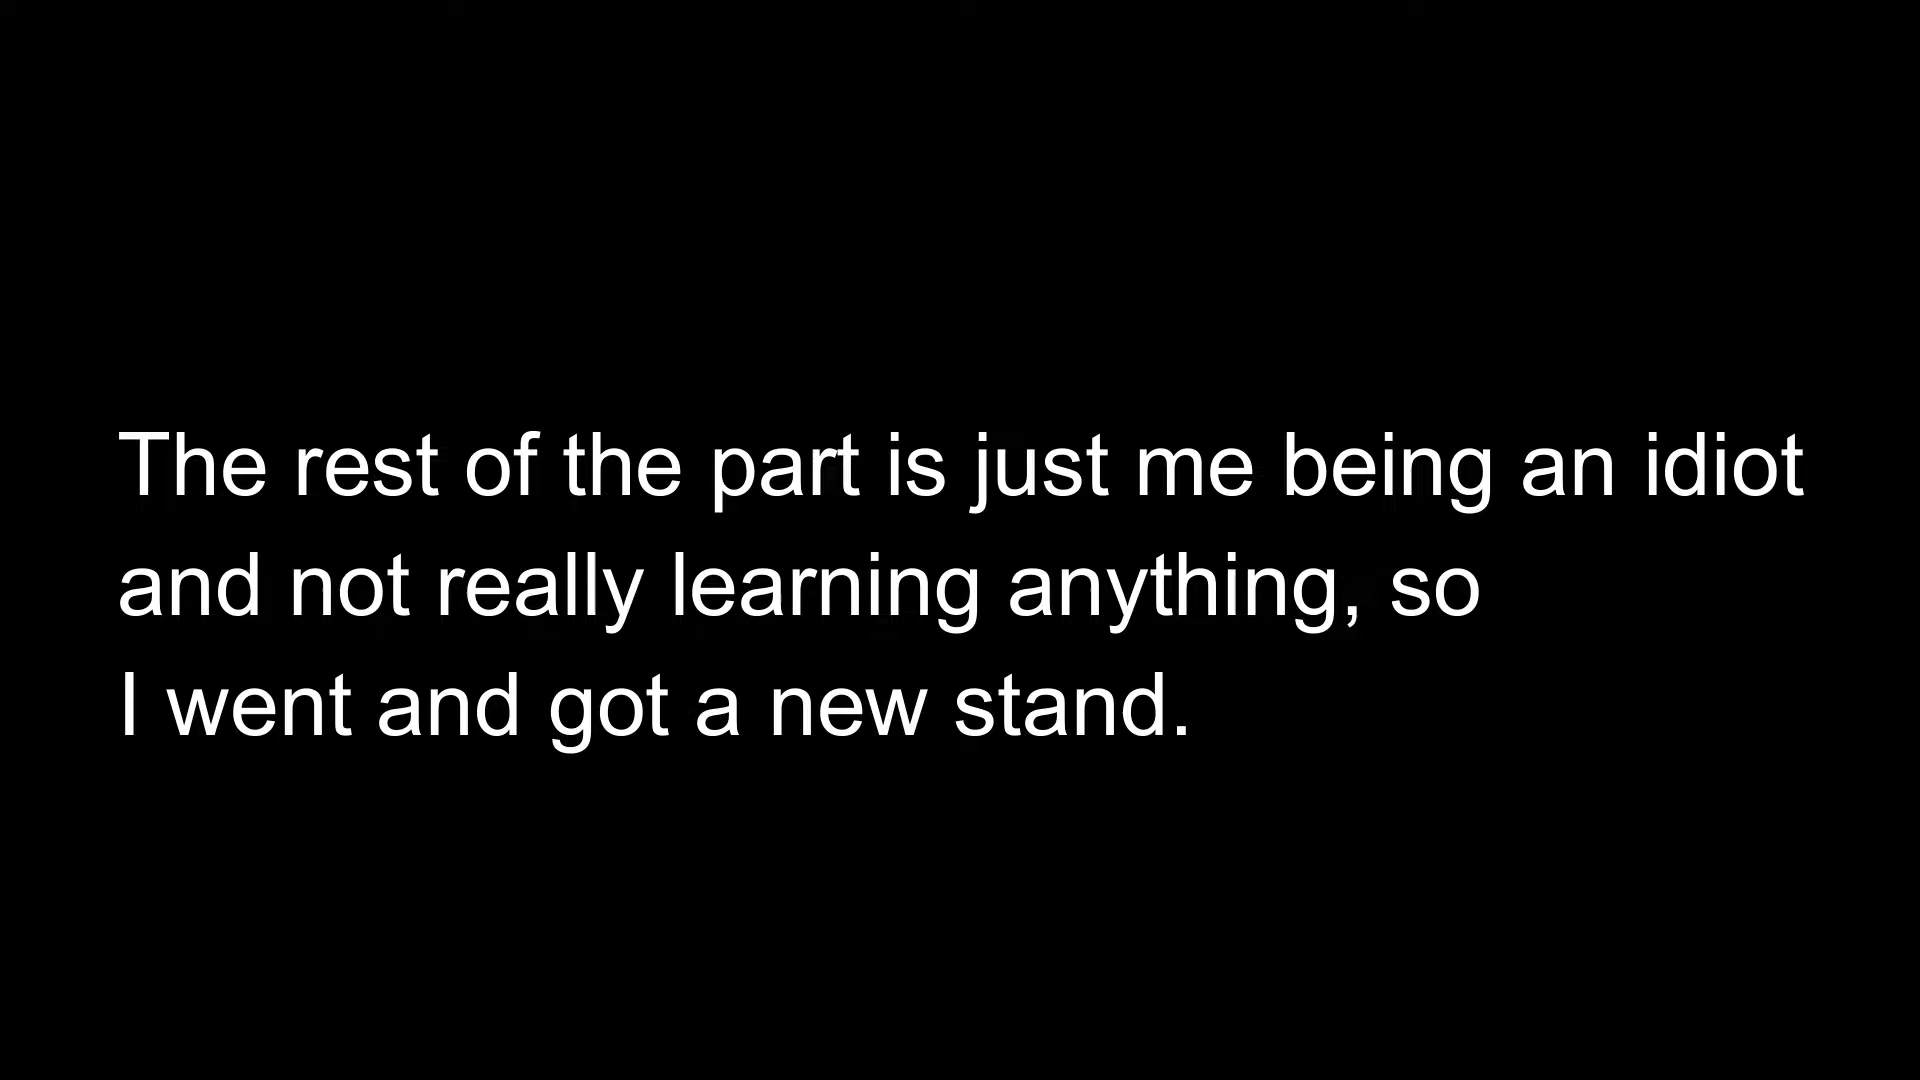 The rest of the part is just me being an idiot
and not really learning anything, so
I went and got a new stand.